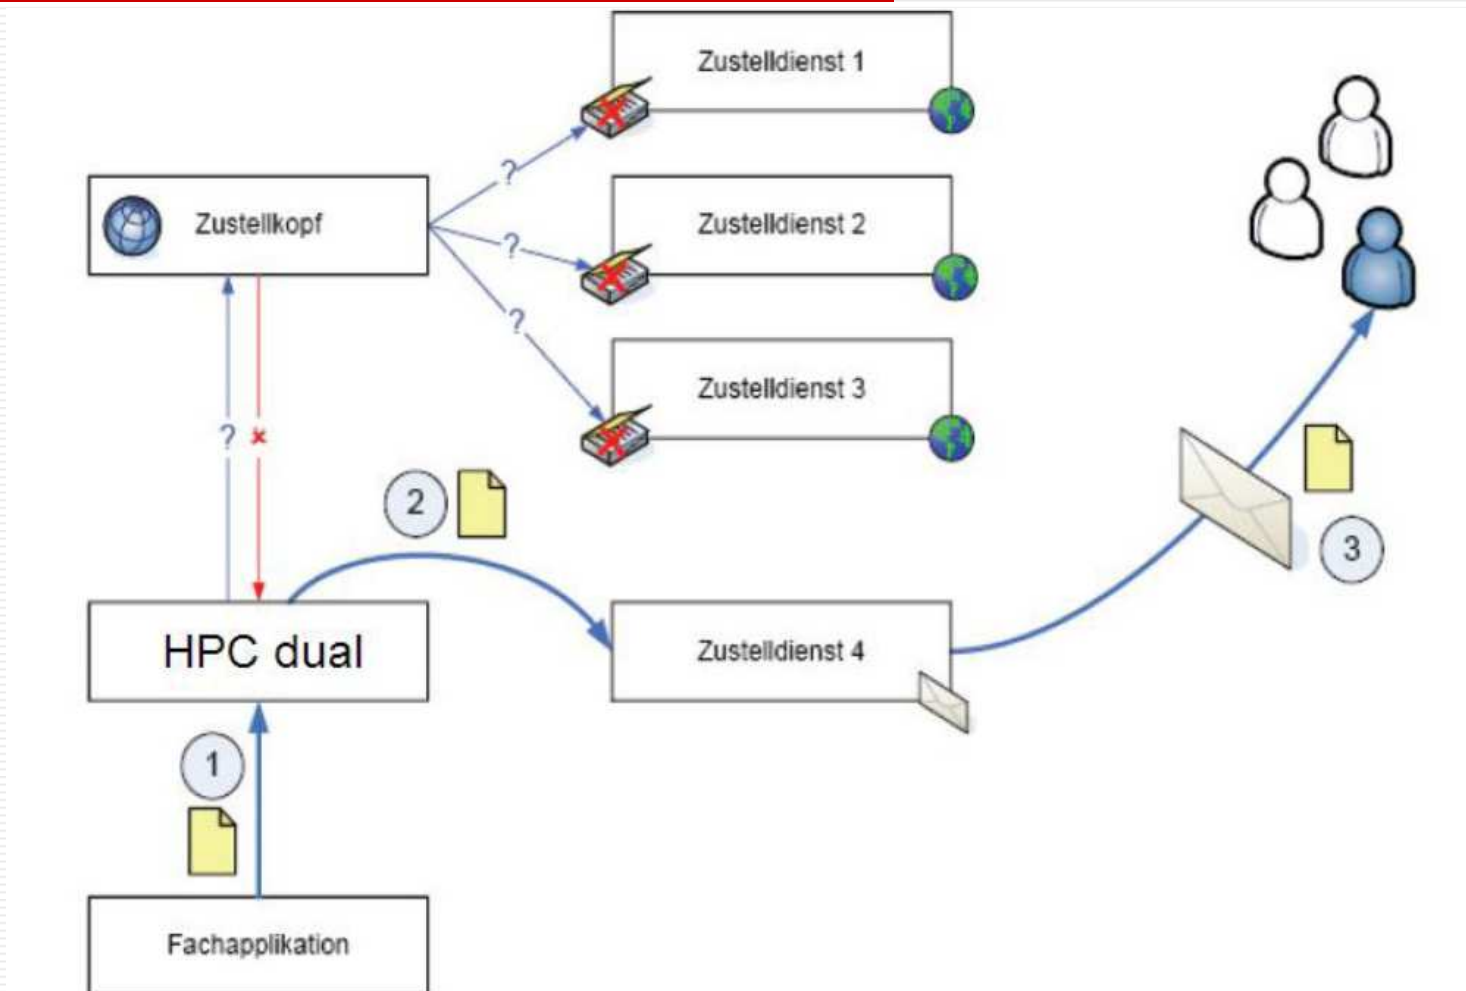 Zustelldienst 1
?
Zustellkopf
?
Zustelldienst 2
?
Zustelldienst 3
?
2
3
HPC dual
Zustelldienst 4
1
Fachapplikation